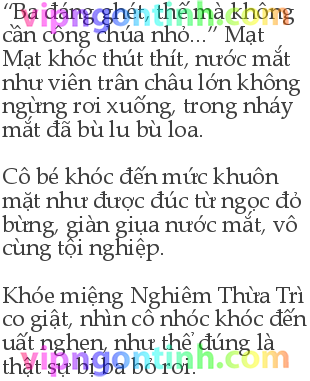 “Ba đáng ghét, thế mà không
cần công chúa nhỏ...” Mạt
Mạt khóc thút thít, nước mắt
như viên trân châu lớn không
ngừng rơi xuống, trong nháy
mắt đã bù lu bù loa.
Cô bé khóc đến mức khuôn
mặt như được đúc từ ngọc đỏ
bừng, giàn giụa nước mắt, vô
cùng tội nghiệp.
Khóe miệng Nghiêm Thừa Trì
co giật, nhìn cô nhóc khóc đến
uất nghẹn, như thể đúng là
thật sự bị ba bỏ rơi.
vipngontinh.com
vipngontinh.com